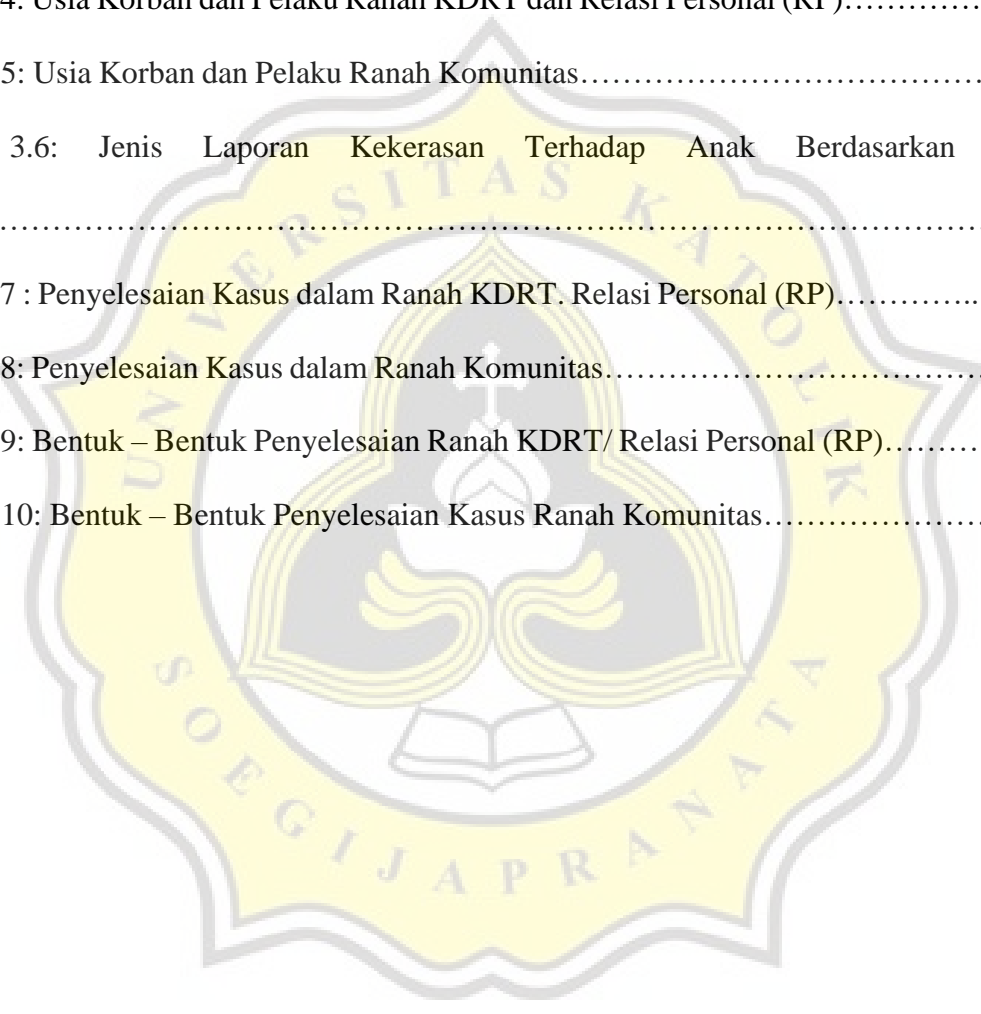 4: Usia Korban dan Pelaku Ranah KDRT dan Relasi Personal (RP)…………..
5: Usia Korban dan Pelaku Ranah Komunitas…………………………………
3.6: Jenis Laporan Kekerasan Terhadap Anak Berdasarkan
………………………………………………….……………………………
7 : Penyelesaian Kasus dalam Ranah KDRT. Relasi Personal (RP)…………..
8: Penyelesaian Kasus dalam Ranah Komunitas………………………………
9: Bentuk – Bentuk Penyelesaian Ranah KDRT/ Relasi Personal (RP)………
10: Bentuk – Bentuk Penyelesaian Kasus Ranah Komunitas…………………
UNIVERSITAS KATOLIK
SOEGIJAPRANATA